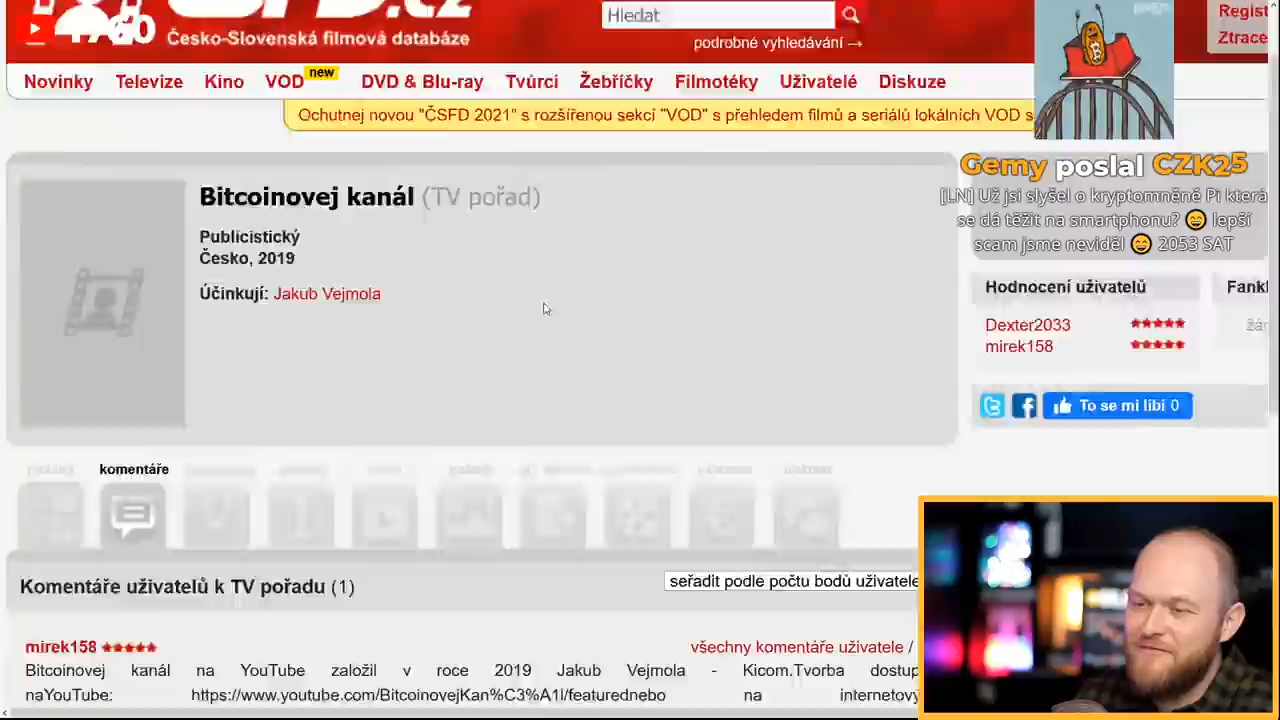 ČSFD.cz
Česko-Slovenská filmová databáze
Hledat
podrobné vyhledávání →
Regist
Ztrace
Novinky Televize Kino VOD new DVD & Blu-ray Tvůrci Žebříčky Filmotéky Uživatelé Diskuze
Ochutnej novou "ČSFD 2021" s rozšířenou sekcí "VOD" s přehledem filmů a seriálů lokálních VOD s
Gemy poslal CZK25
[LN] Už jsi slyšel o kryptoměně Pi která
se dá těžit na smartphonu? 😄 lepší
scam jsme neviděl 😄 2053 SAT
Bitcoinovej kanál (TV pořad)
Publicistický
Česko, 2019
Účinkují: Jakub Vejmola
Hodnocení uživatelů
Fankl
Dexter2033 ★★★★★
mirek158 ★★★★★
To se mi líbí 0
komentáře
Komentáře uživatelů k TV pořadu (1)
seřadit podle počtu bodů uživatele
mirek158 ★★★★★
všechny komentáře uživatele /
Bitcoinovej kanál na YouTube založil v roce 2019 Jakub Vejmola - Kicom.Tvorba dostup
naYouTube: https://www.youtube.com/BitcoinovejKan%C3%A1l/featurednebo na internetový